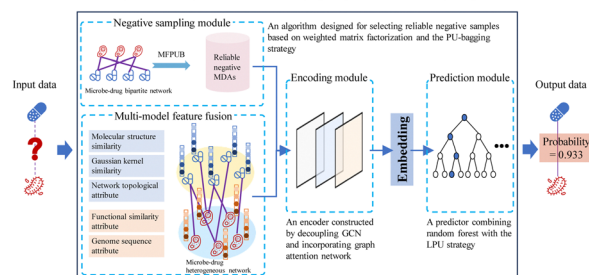 Negative sampling module
An algorithm designed for selecting reliable negative samples
based on weighted matrix factorization and the PU-bagging
strategy
MFPUB
Reliable
negative
MDAs
Microbe-drug bipartite network
Input data
?
Multi-model feature fusion
Molecular structure
similarity
Gaussian kernel
similarity
Network topological
attribute
Functional similarity
attribute
Genome sequence
attribute
Microbe-drug
heterogeneous network
Encoding module
An encoder constructed
by decoupling GCN
and incorporating graph
attention network
Embedding
Prediction module
A predictor combining
random forest with the
LPU strategy
Output data
Probability
= 0.933